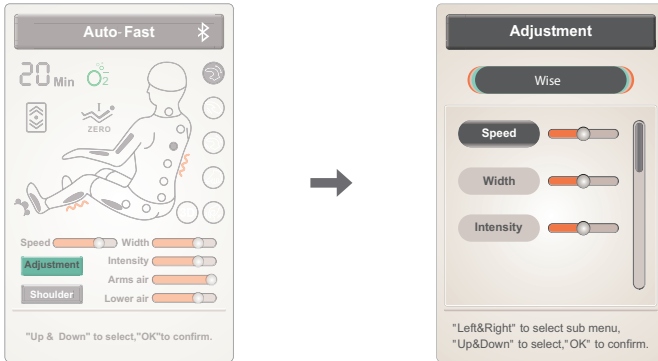 Auto-Fast
20 Min O2
ZERO
Speed Width
Adjustment Intensity
Arms air
Shoulder Lower air
"Up & Down" to select,"OK"to confirm.
Adjustment
Wise
Speed
Width
Intensity
"Left&Right" to select sub menu,
"Up&Down" to select,"OK" to confirm.